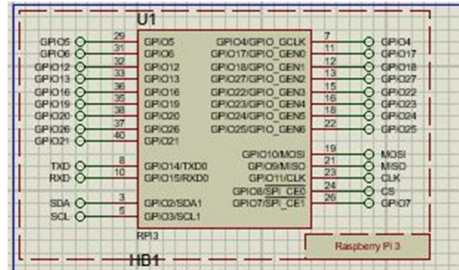 U1
GPIO5 29 GPIO5 GPIO4/GPIO_GCLK 7 GPIO4
GPIO6 31 GPIO6 GPIO17/GPIO_GEN0 11 GPIO17
GPIO12 32 GPIO12 GPIO18/GPIO_GEN1 12 GPIO18
GPIO13 33 GPIO13 GPIO27/GPIO_GEN2 13 GPIO27
GPIO16 36 GPIO16 GPIO22/GPIO_GEN3 15 GPIO22
GPIO19 35 GPIO19 GPIO23/GPIO_GEN4 16 GPIO23
GPIO20 38 GPIO20 GPIO24/GPIO_GEN5 18 GPIO24
GPIO26 37 GPIO26 GPIO25/GPIO_GEN6 22 GPIO25
GPIO21 40 GPIO21
GPIO10/MOSI 19 MOSI
TXD 8 GPIO14/TXD0 GPIO9/MISO 21 MISO
RXD 10 GPIO15/RXD0 GPIO11/CLK 23 CLK
GPIO8/SPI_CE0 24 CS
SDA 3 GPIO2/SDA1 GPIO7/SPI_CE1 26 GPIO7
SCL 5 GPIO3/SCL1
RPI3
Raspberry Pi 3
HB1